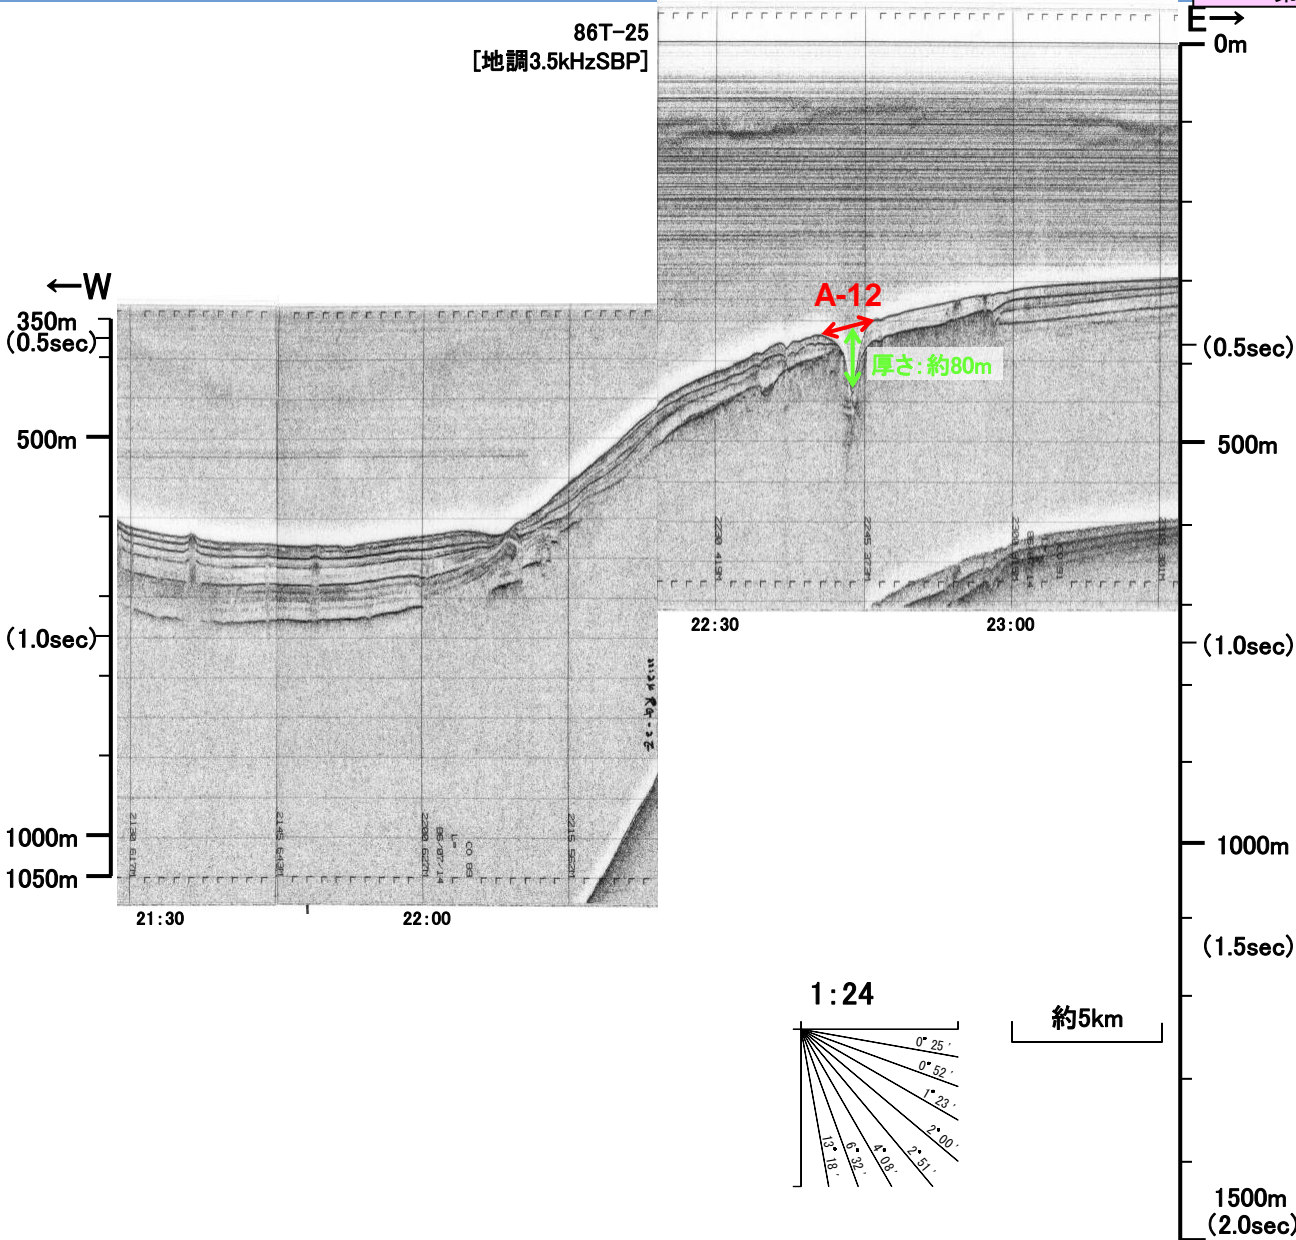 86T-25
[地調3.5kHzSBP]
E→
0m
←W
350m
(0.5sec)
A-12
厚さ:約80m
(0.5sec)
500m
500m
(1.0sec)
22:30
23:00
(1.0sec)
1000m
1050m
1000m
21:30
22:00
(1.5sec)
1:24
約5km
0°25′
0°52′
1°23′
2°00′
2°51′
4°08′
6°32′
13°18′
1500m
(2.0sec)